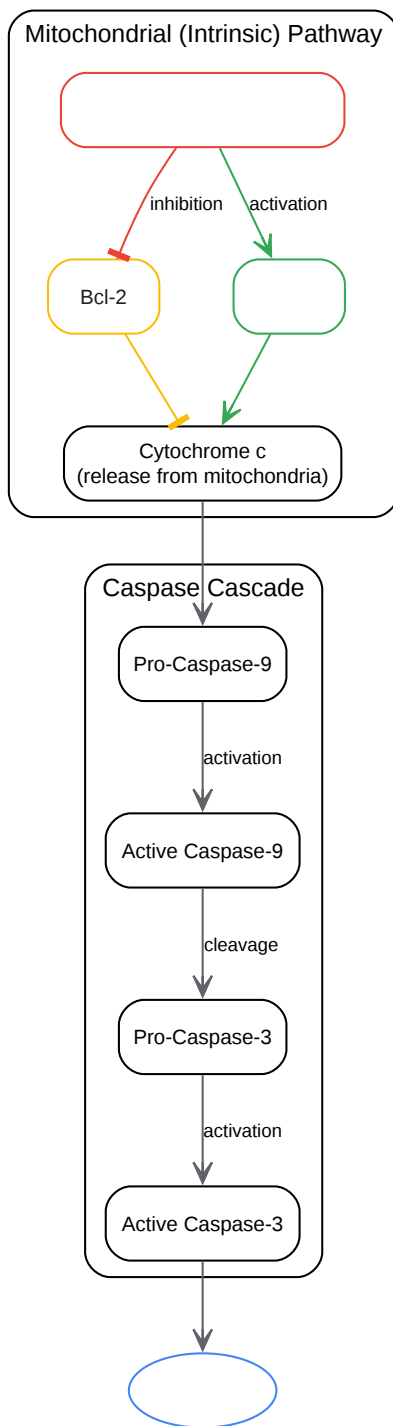 Mitochondrial (Intrinsic) Pathway
inhibition
activation
Bcl-2
Cytochrome c
(release from mitochondria)
Caspase Cascade
Pro-Caspase-9
activation
Active Caspase-9
cleavage
Pro-Caspase-3
activation
Active Caspase-3